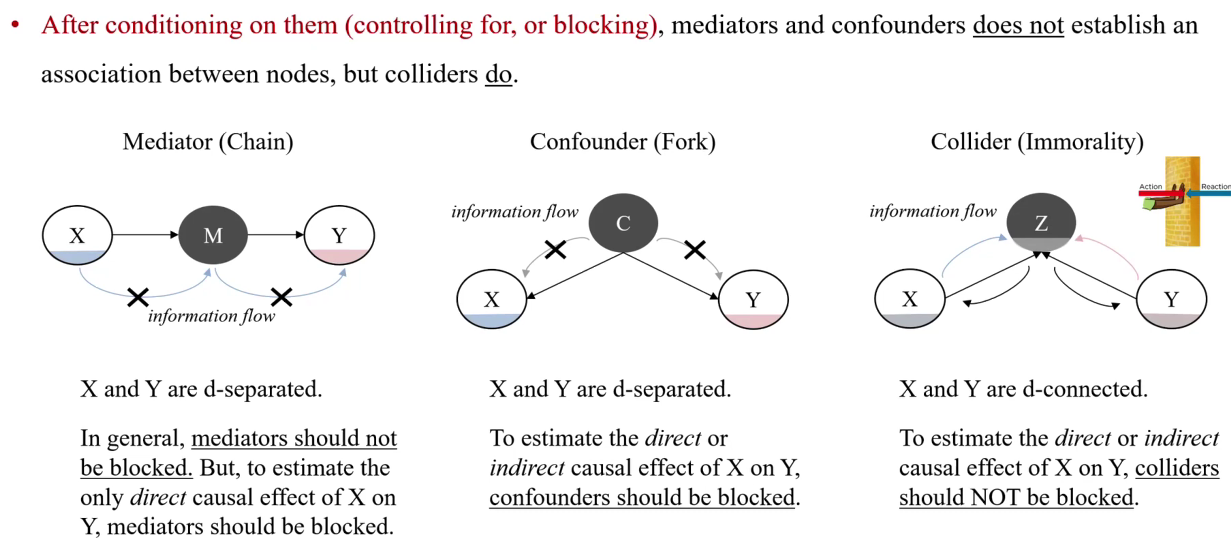 • After conditioning on them (controlling for, or blocking), mediators and confounders does not establish an
association between nodes, but colliders do.
Mediator (Chain)
X
M
Y
information flow
X and Y are d-separated.
In general, mediators should not
be blocked. But, to estimate the
only direct causal effect of X on
Y, mediators should be blocked.
Confounder (Fork)
information flow
C
X
Y
X and Y are d-separated.
To estimate the direct or
indirect causal effect of X on Y,
confounders should be blocked.
Collider (Immorality)
Action
Reaction
information flow
Z
X
Y
X and Y are d-connected.
To estimate the direct or indirect
causal effect of X on Y, colliders
should NOT be blocked.